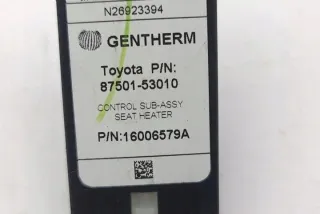 N26923394
GENTHERM
Toyota P/N:
87501-53010
CONTROL SUB-ASSY
SEAT HEATER
P/N:16006579A